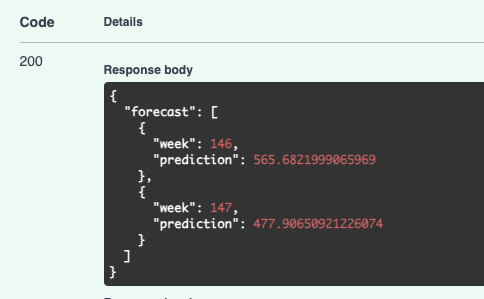 Code Details
200
Response body
{
  "forecast": [
    {
      "week": 146,
      "prediction": 565.6821999065969
    },
    {
      "week": 147,
      "prediction": 477.90650921226074
    }
  ]
}